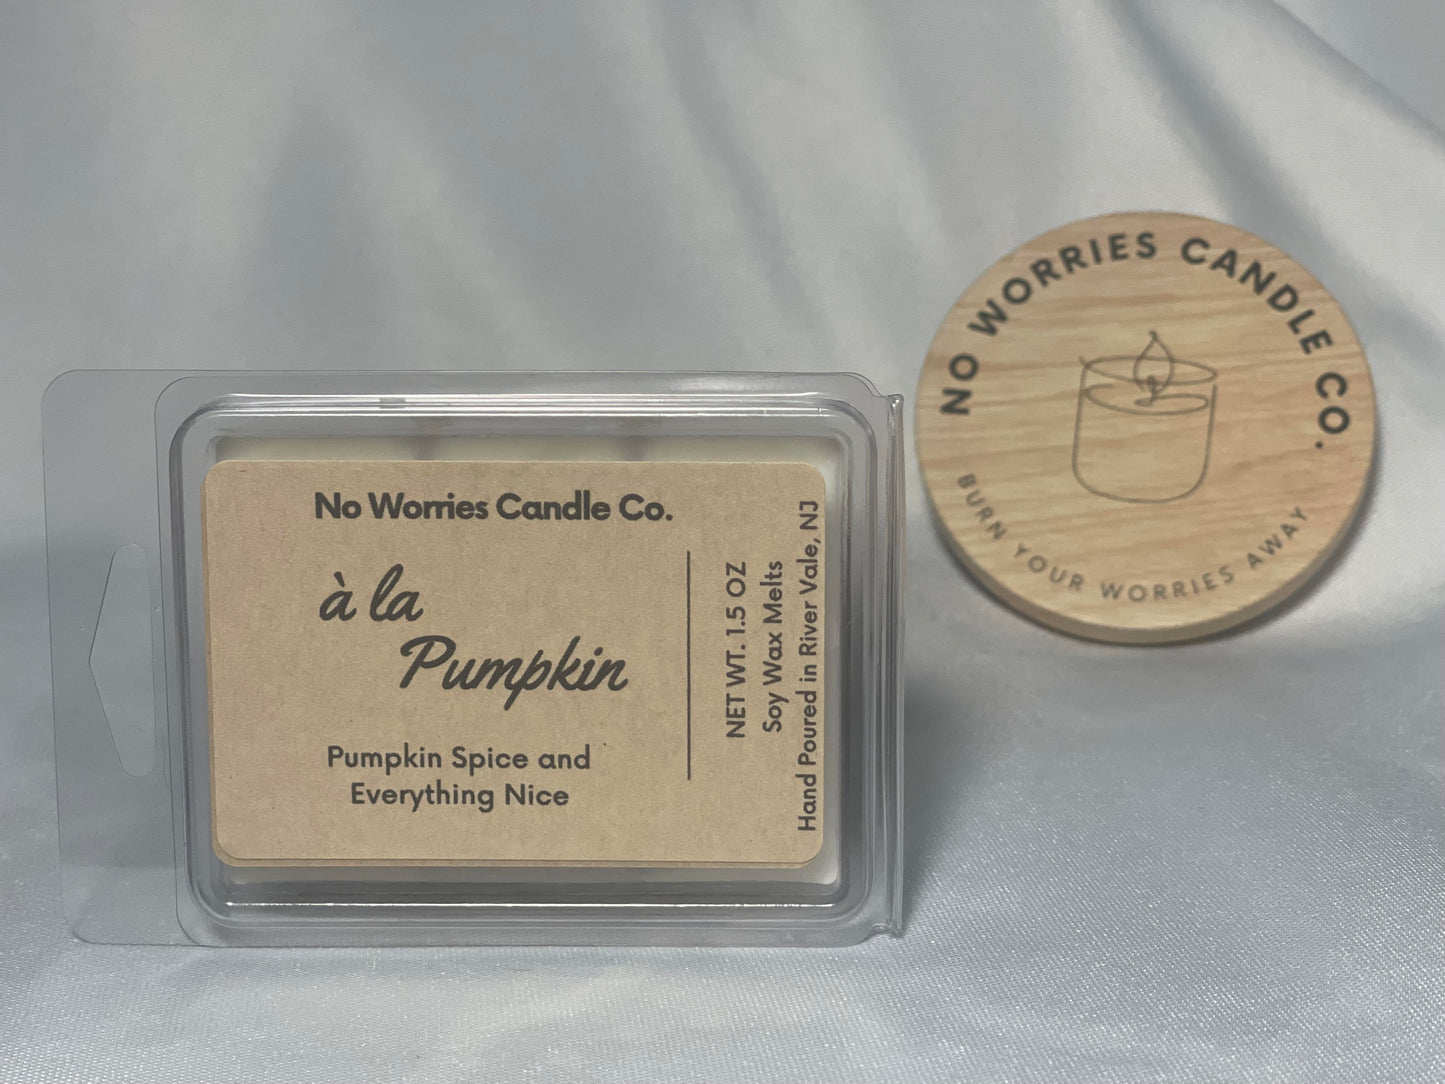 No Worries Candle Co.
à la
Pumpkin
Pumpkin Spice and
Everything Nice
NET WT. 1.5 OZ
Soy Wax Melts
Hand Poured in River Vale, NJ
NO WORRIES CANDLE CO.
BURN YOUR WORRIES AWAY